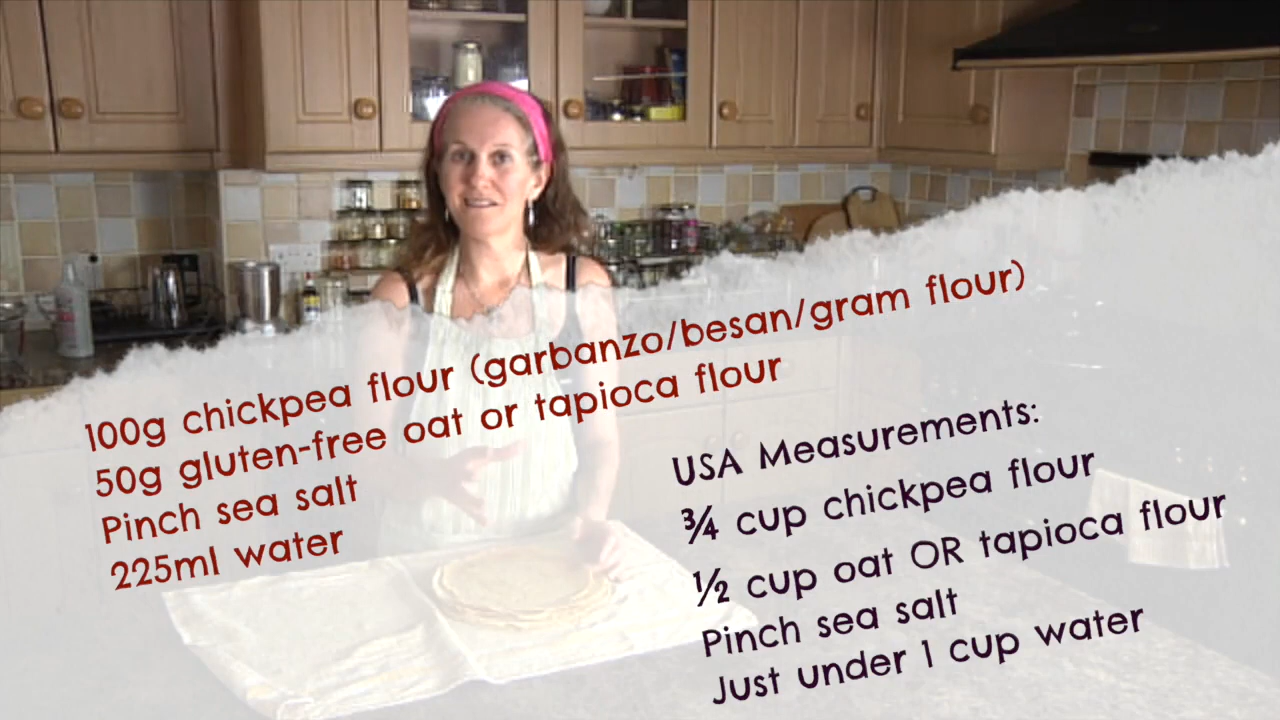 100g chickpea flour (garbanzo/besan/gram flour)
50g gluten-free oat or tapioca flour
Pinch sea salt
225ml water
USA Measurements:
¾ cup chickpea flour
½ cup oat OR tapioca flour
Pinch sea salt
Just under 1 cup water